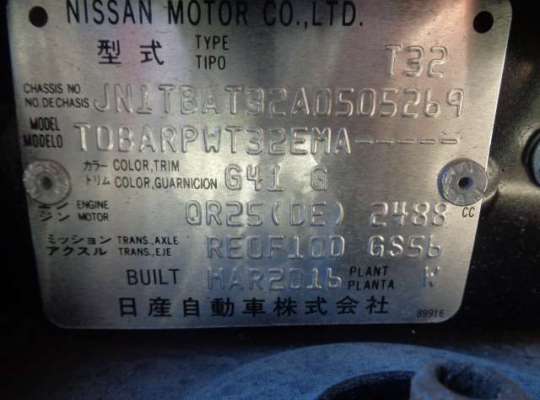 NISSAN MOTOR CO.,LTD.
型式 TYPE TIPO T32
CHASSIS NO
NO.DE CHASIS JN1TBAT32A0505269
MODEL
MODELO TDBARPWT32EMA-----
カラー COLOR,TRIM
トリム COLOR,GUARNICION G41 G
エンジン ENGINE MOTOR QR25(DE) 2488 CC
ミッション TRANS.,AXLE
アクスル TRANS.,EJE RE0F10D GS56
BUILT MAR2016 PLANT PLANTA K
日産自動車株式会社
89916